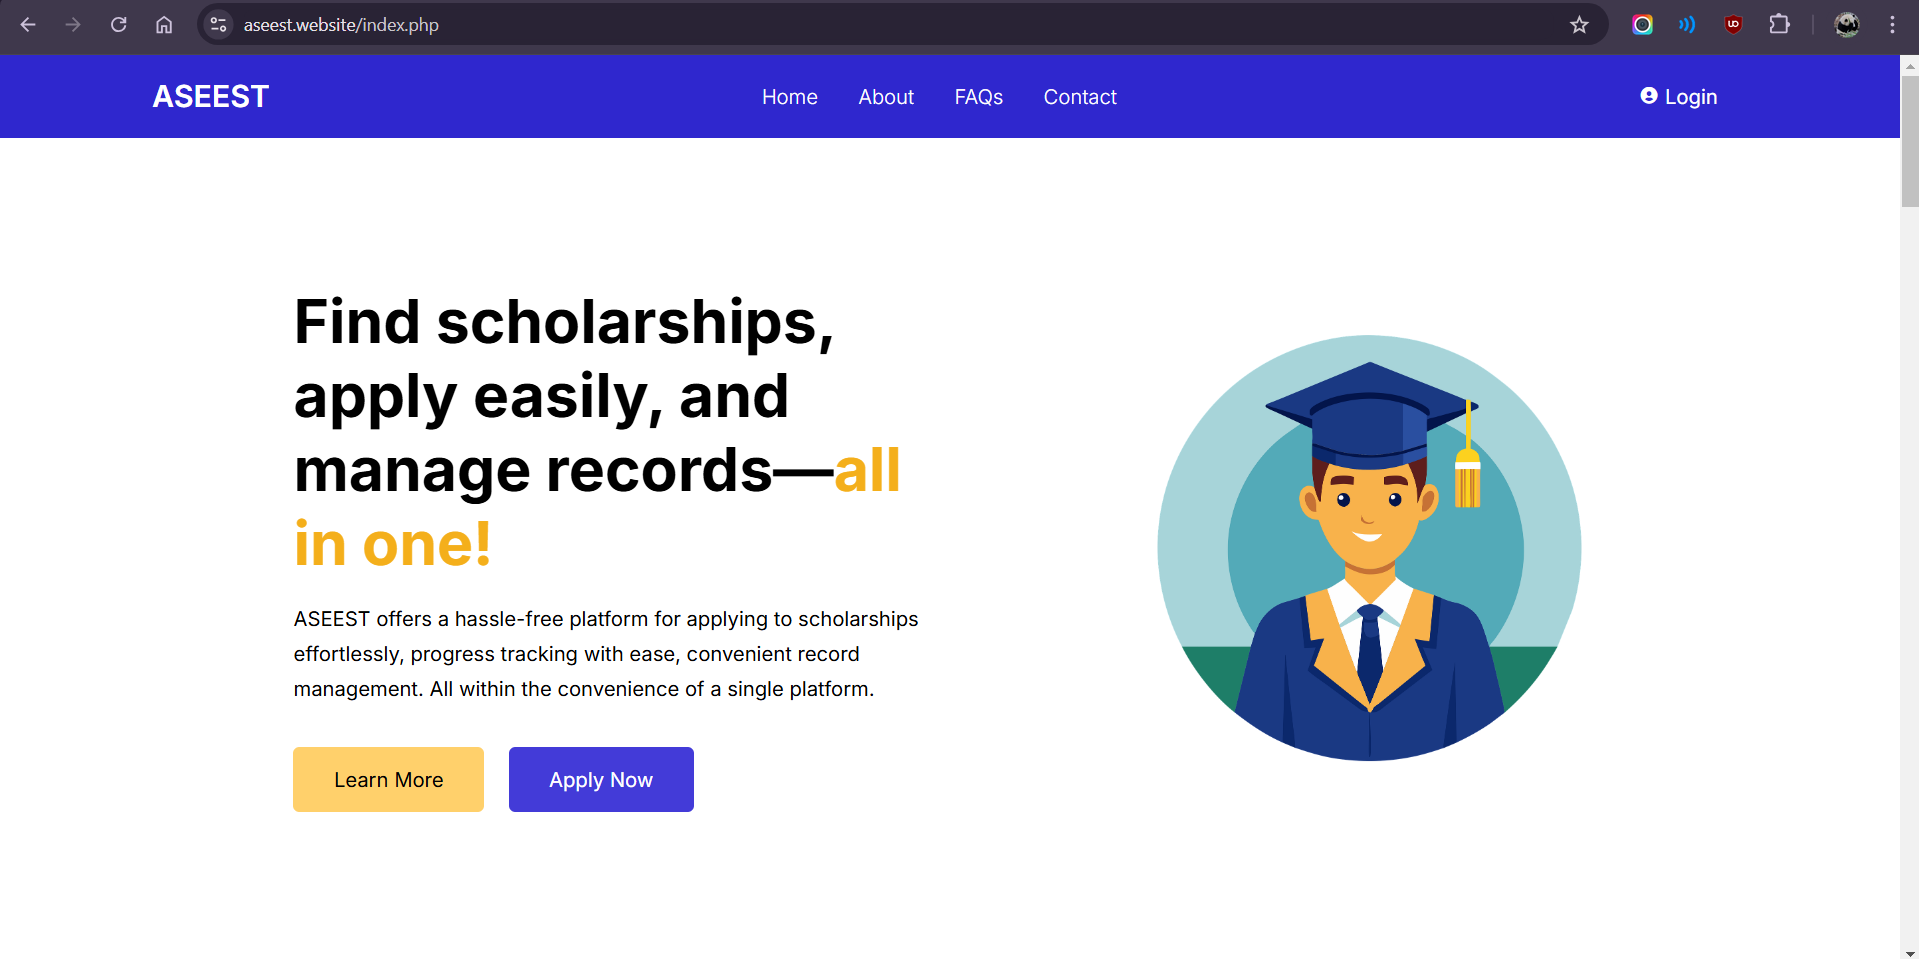 aseest.website/index.php
ASEEST
Home About FAQs Contact
Login
Find scholarships,
apply easily, and
manage records—all
in one!
ASEEST offers a hassle-free platform for applying to scholarships
effortlessly, progress tracking with ease, convenient record
management. All within the convenience of a single platform.
Learn More
Apply Now